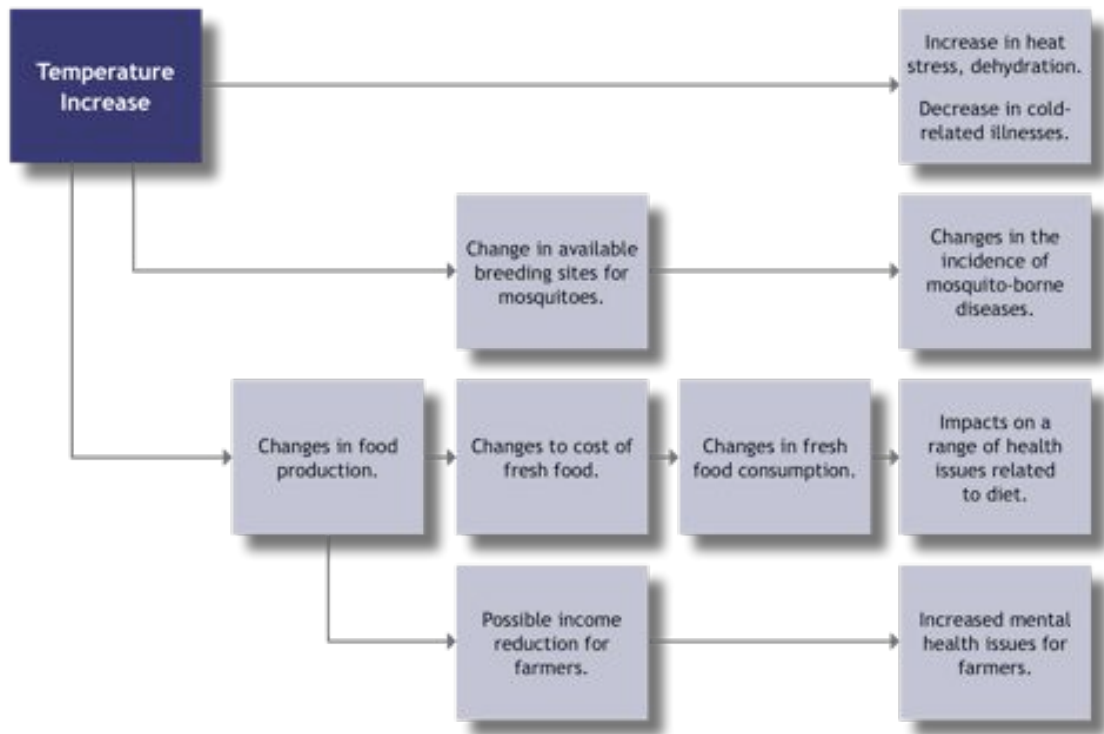 Temperature
Increase
Increase in heat
stress, dehydration.
Decrease in cold-
related illnesses.
Change in available
breeding sites for
mosquitoes.
Changes in the
incidence of
mosquito-borne
diseases.
Changes in food
production.
Changes to cost of
fresh food.
Changes in fresh
food consumption.
Impacts on a
range of health
issues related
to diet.
Possible income
reduction for
farmers.
Increased mental
health issues for
farmers.